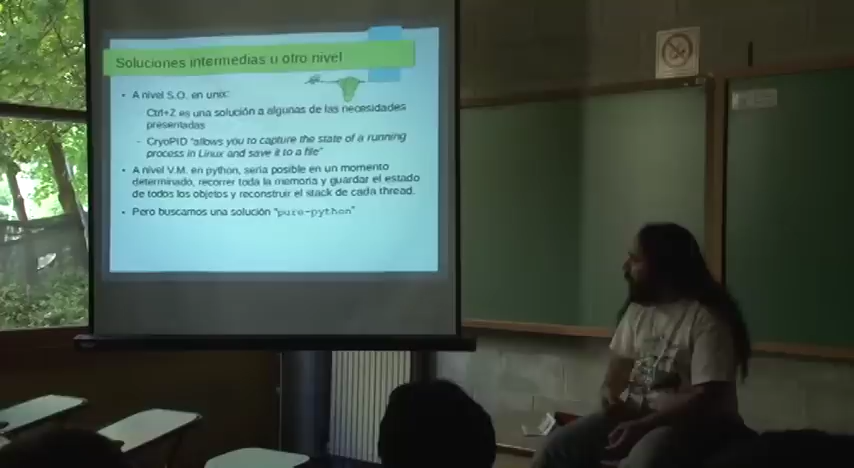 Soluciones intermedias u otro nivel
A nivel S.O. en unix:
Ctrl+Z es una solución a algunas de las necesidades
presentadas
CryoPID "allows you to capture the state of a running
process in Linux and save it to a file"
A nivel V.M. en python, sería posible en un momento
determinado, recorrer toda la memoria y guardar el estado
de todos los objetos y reconstruir el stack de cada thread.
Pero buscamos una solución "pure-python"